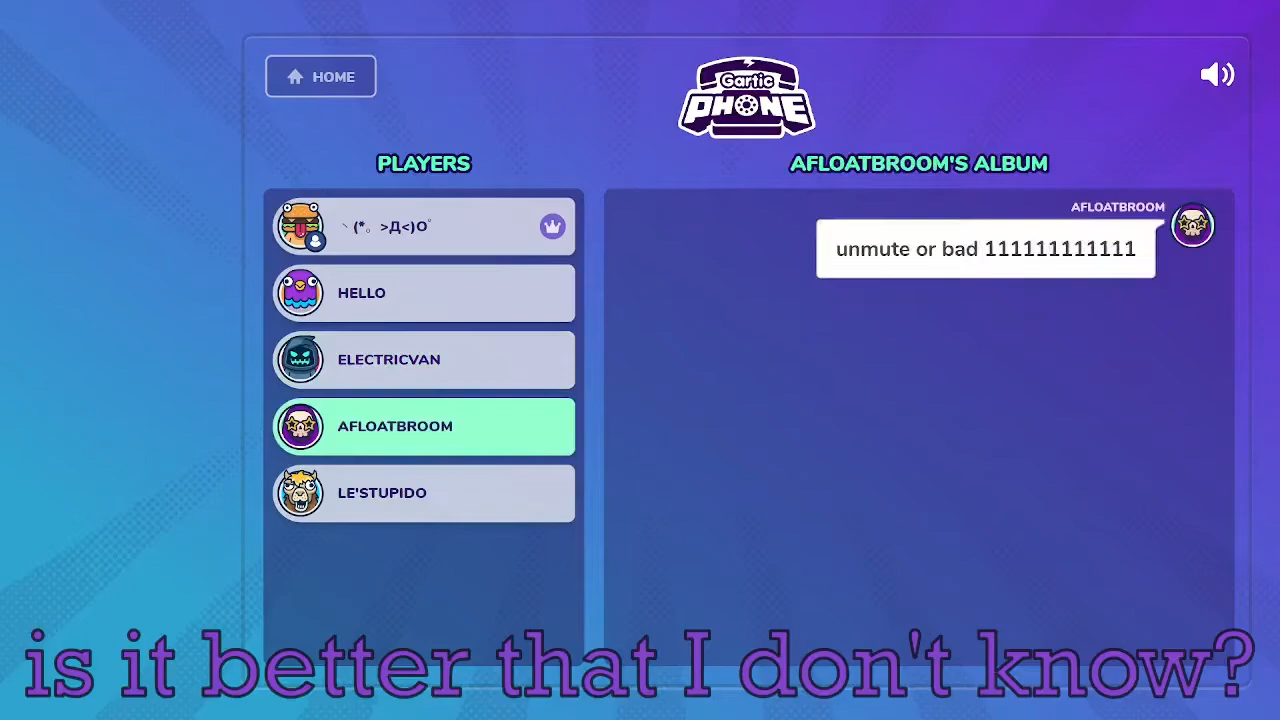 HOME
Gartic
PHONE
PLAYERS
AFLOATBROOM'S ALBUM
ヽ(*。>Д<)O゜
HELLO
ELECTRICVAN
AFLOATBROOM
LE'STUPIDO
AFLOATBROOM
unmute or bad 111111111111
is it better that I don't know?